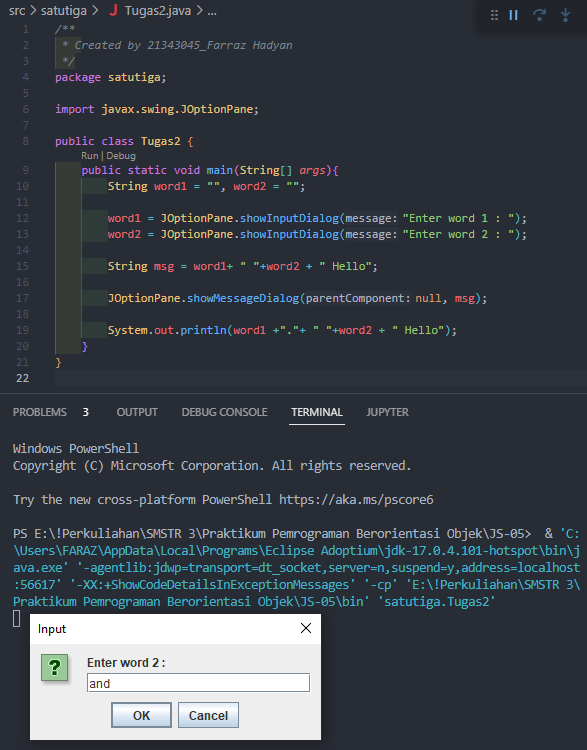 src > satutiga > J Tugas2.java > ...
1 /**
2  * Created by 21343045_Farraz Hadyan
3  */
4 package satutiga;
5
6 import javax.swing.JOptionPane;
7
8 public class Tugas2 {
Run | Debug
9     public static void main(String[] args){
10         String word1 = "", word2 = "";
11
12         word1 = JOptionPane.showInputDialog(message:"Enter word 1 : ");
13         word2 = JOptionPane.showInputDialog(message:"Enter word 2 : ");
14
15         String msg = word1+ " "+word2 + " Hello";
16
17         JOptionPane.showMessageDialog(parentComponent:null, msg);
18
19         System.out.println(word1 +"."+ " "+word2 + " Hello");
20     }
21 }
22
PROBLEMS 3 OUTPUT DEBUG CONSOLE TERMINAL JUPYTER
Windows PowerShell
Copyright (C) Microsoft Corporation. All rights reserved.
Try the new cross-platform PowerShell https://aka.ms/pscore6
PS E:\!Perkuliahan\SMSTR 3\Praktikum Pemrograman Berorientasi Objek\JS-05>  & 'C:
\Users\FARAZ\AppData\Local\Programs\Eclipse Adoptium\jdk-17.0.4.101-hotspot\bin\j
ava.exe' '-agentlib:jdwp=transport=dt_socket,server=n,suspend=y,address=localhost
:56617' '-XX:+ShowCodeDetailsInExceptionMessages' '-cp' 'E:\!Perkuliahan\SMSTR 3\
Praktikum Pemrograman Berorientasi Objek\JS-05\bin' 'satutiga.Tugas2'
Input
Enter word 2 :
and
OK Cancel